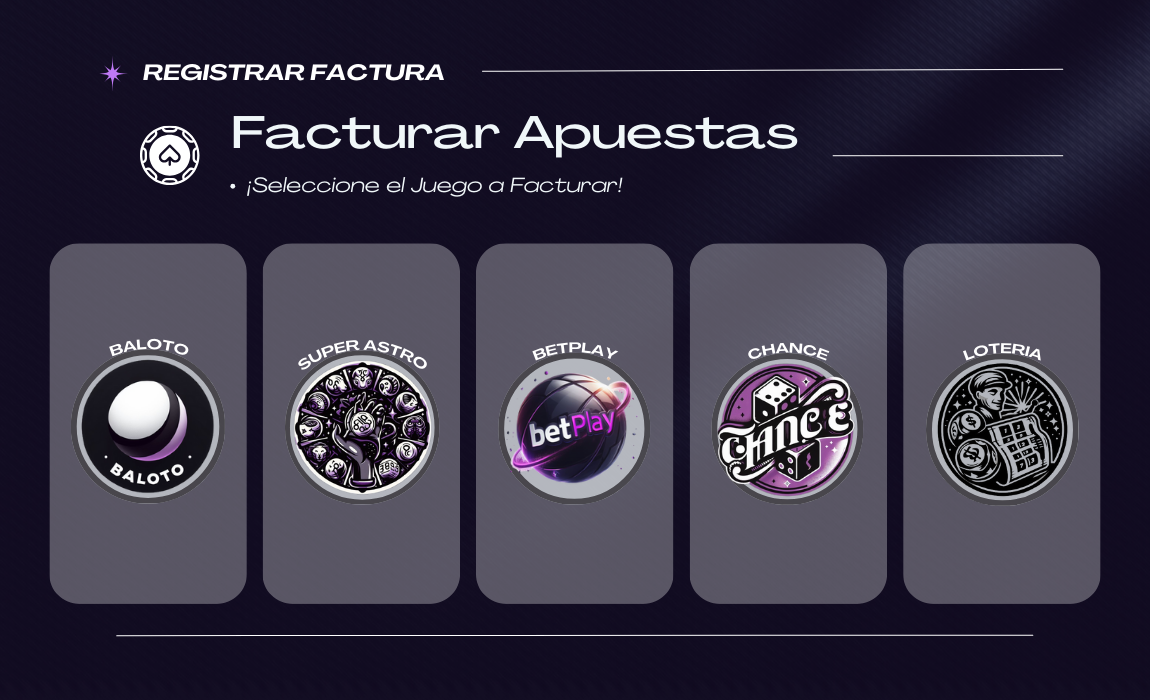 REGISTRAR FACTURA
Facturar Apuestas
• ¡Seleccione el Juego a Facturar!
BALOTO
BALOTO
SUPER ASTRO
BETPLAY
betPlay
CHANCE
CHANCE
LOTERIA